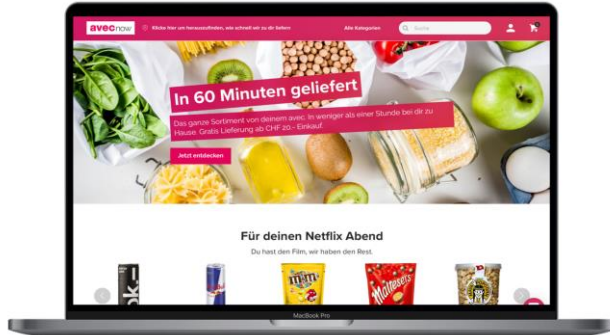 avec now
Klicke hier um herauszufinden, wie schnell wir zu dir liefern
Alle Kategorien
Suche
In 60 Minuten geliefert
Das ganze Sortiment von deinem avec. In weniger als einer Stunde bei dir zu
Hause. Gratis Lieferung ab CHF 20.- Einkauf.
Jetzt entdecken
Für deinen Netflix Abend
Du hast den Film, wir haben den Rest.
ok.–
Red Bull
m&m's
Maltesers
MacBook Pro